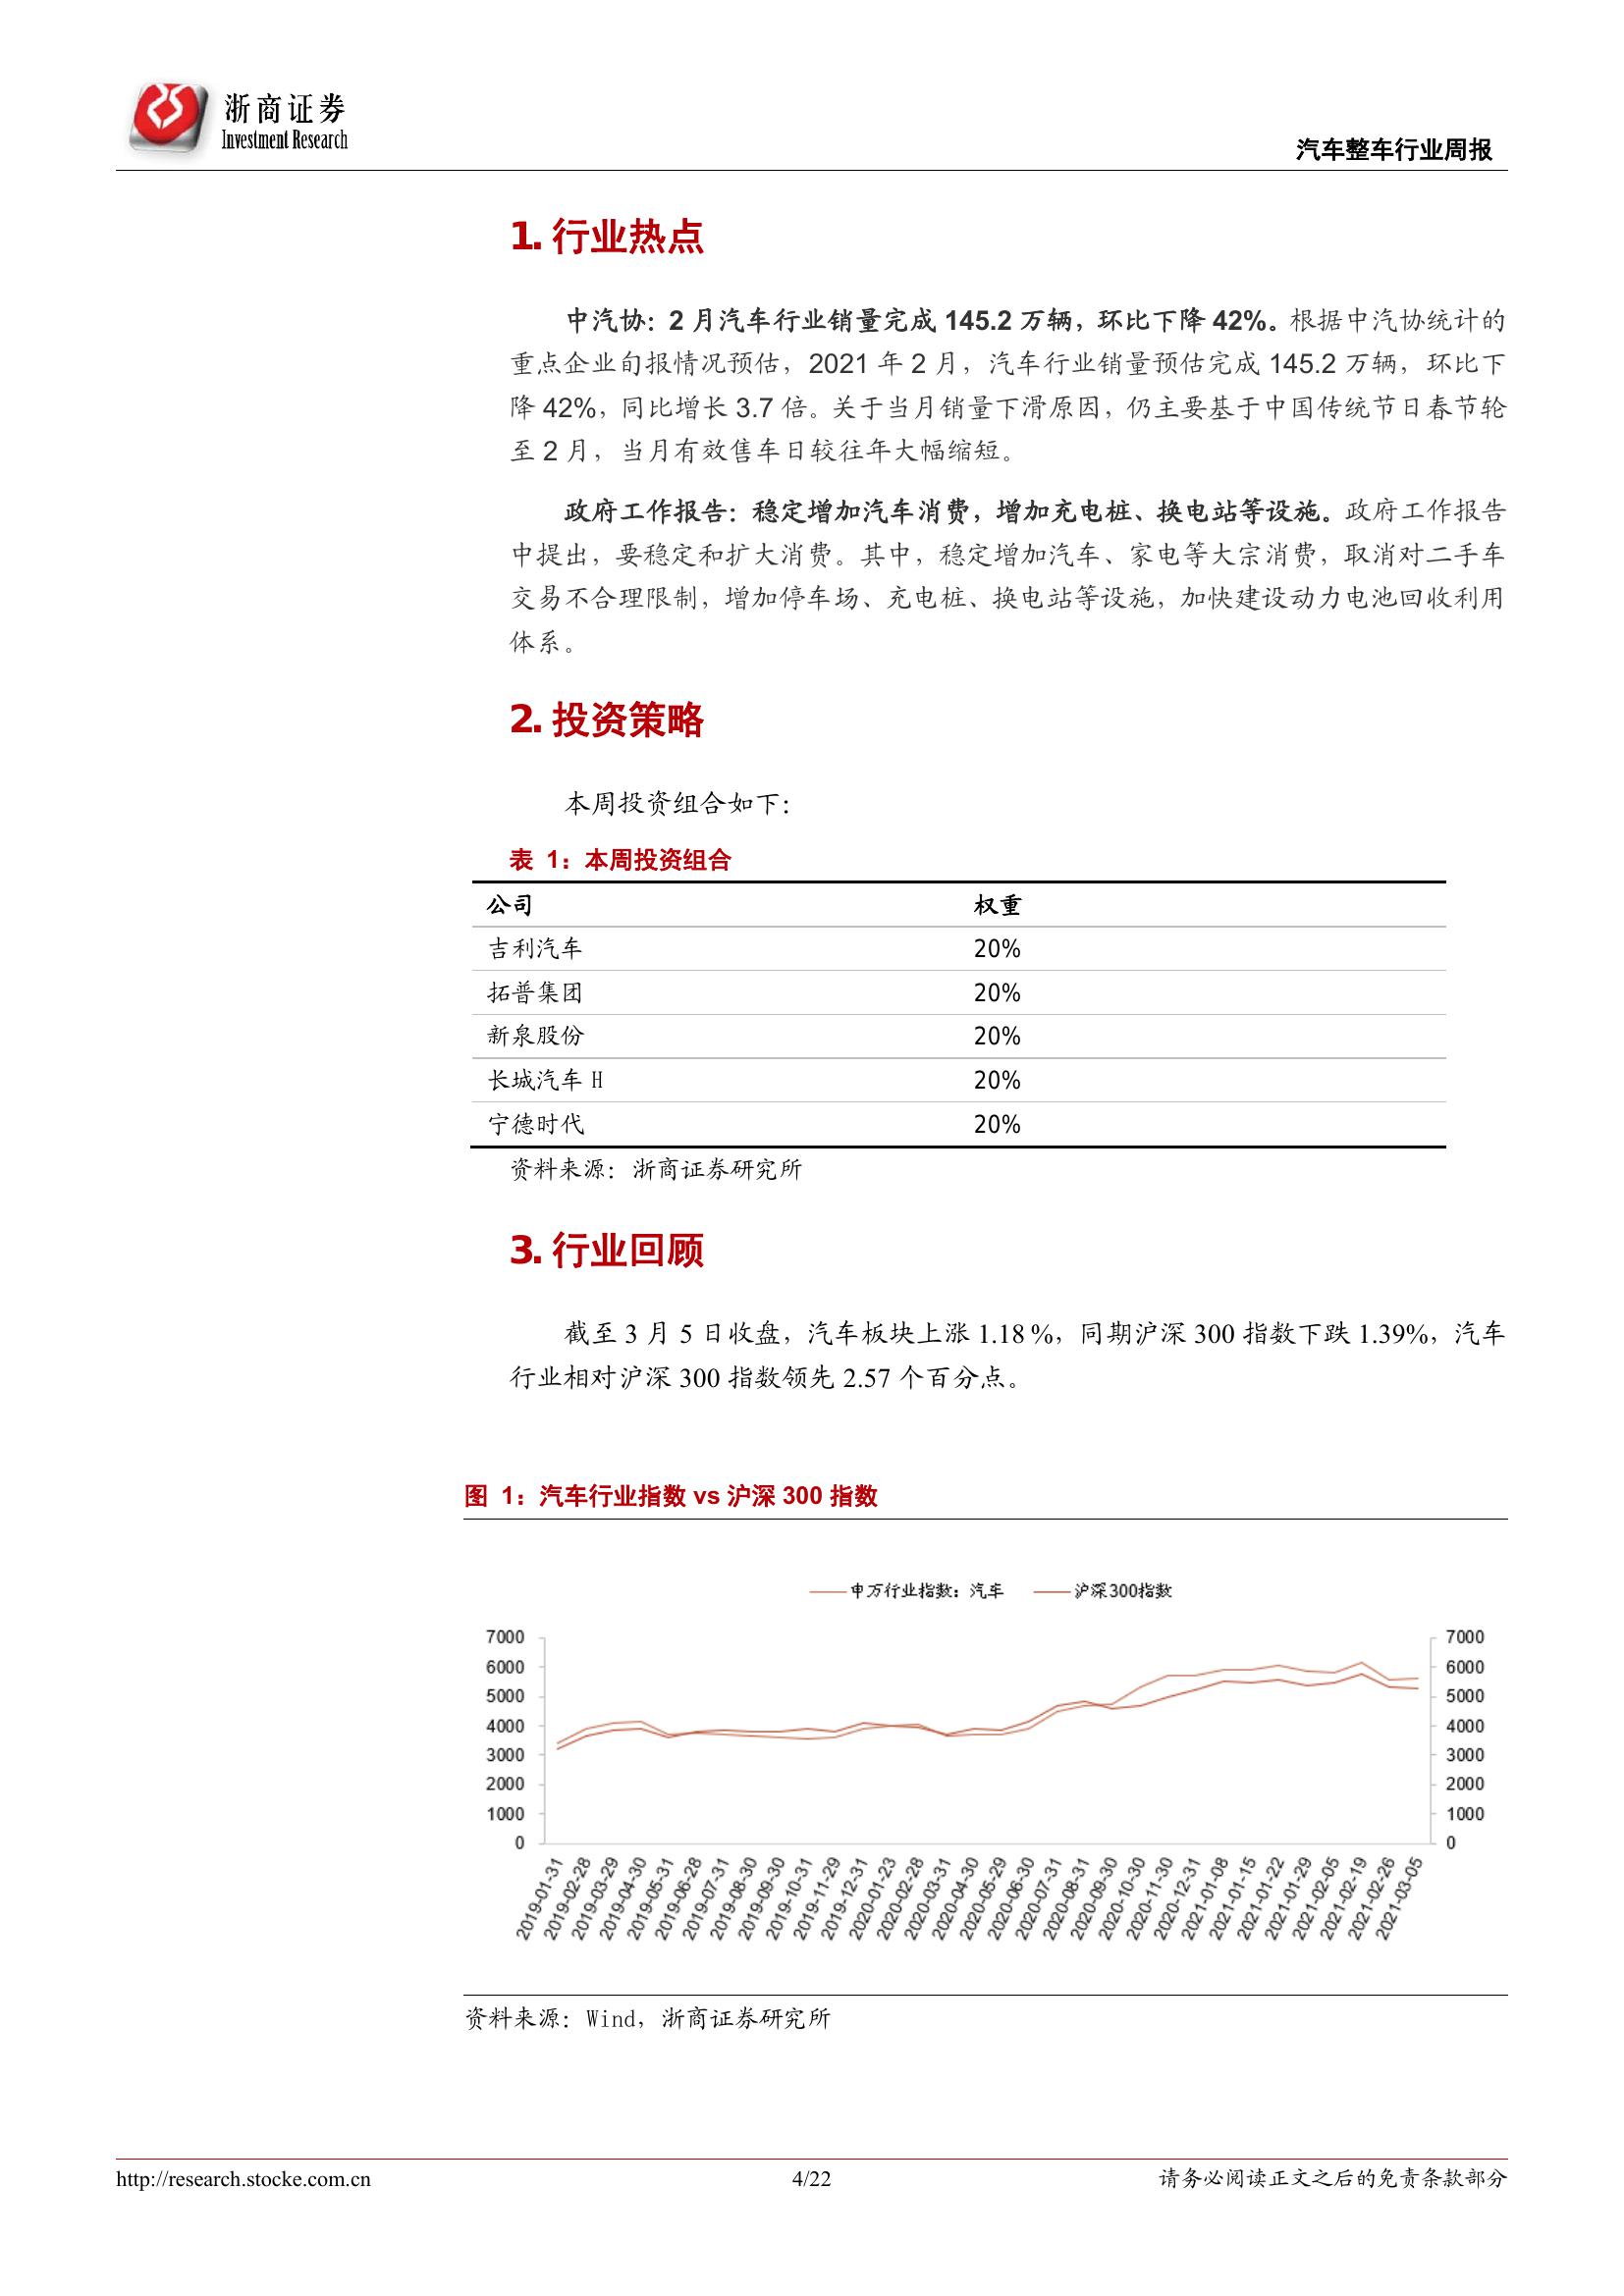 浙商证券
Investment Research
汽车整车行业周报
1. 行业热点
中汽协：2 月汽车行业销量完成 145.2 万辆，环比下降 42%。根据中汽协统计的
重点企业旬报情况预估，2021 年 2 月，汽车行业销量预估完成 145.2 万辆，环比下
降 42%，同比增长 3.7 倍。关于当月销量下滑原因，仍主要基于中国传统节日春节轮
至 2 月，当月有效售车日较往年大幅缩短。
政府工作报告：稳定增加汽车消费，增加充电桩、换电站等设施。政府工作报告
中提出，要稳定和扩大消费。其中，稳定增加汽车、家电等大宗消费，取消对二手车
交易不合理限制，增加停车场、充电桩、换电站等设施，加快建设动力电池回收利用
体系。
2. 投资策略
本周投资组合如下：
表 1：本周投资组合
公司 权重
吉利汽车 20%
拓普集团 20%
新泉股份 20%
长城汽车 H 20%
宁德时代 20%
资料来源：浙商证券研究所
3. 行业回顾
截至 3 月 5 日收盘，汽车板块上涨 1.18％，同期沪深 300 指数下跌 1.39%，汽车
行业相对沪深 300 指数领先 2.57 个百分点。
图 1：汽车行业指数 vs 沪深 300 指数
申万行业指数：汽车 沪深300指数
7000 7000
6000 6000
5000 5000
4000 4000
3000 3000
2000 2000
1000 1000
0 0
2019-01-31 2019-02-28 2019-03-29 2019-04-30 2019-05-31 2019-06-28 2019-07-31 2019-08-30 2019-09-30 2019-10-31 2019-11-29 2019-12-31 2020-01-23 2020-02-28 2020-03-31 2020-04-30 2020-05-29 2020-06-30 2020-07-31 2020-08-31 2020-09-30 2020-10-30 2020-11-30 2020-12-31 2021-01-08 2021-01-15 2021-01-22 2021-01-29 2021-02-05 2021-02-19 2021-02-26 2021-03-05
资料来源：Wind，浙商证券研究所
http://research.stocke.com.cn 4/22 请务必阅读正文之后的免责条款部分